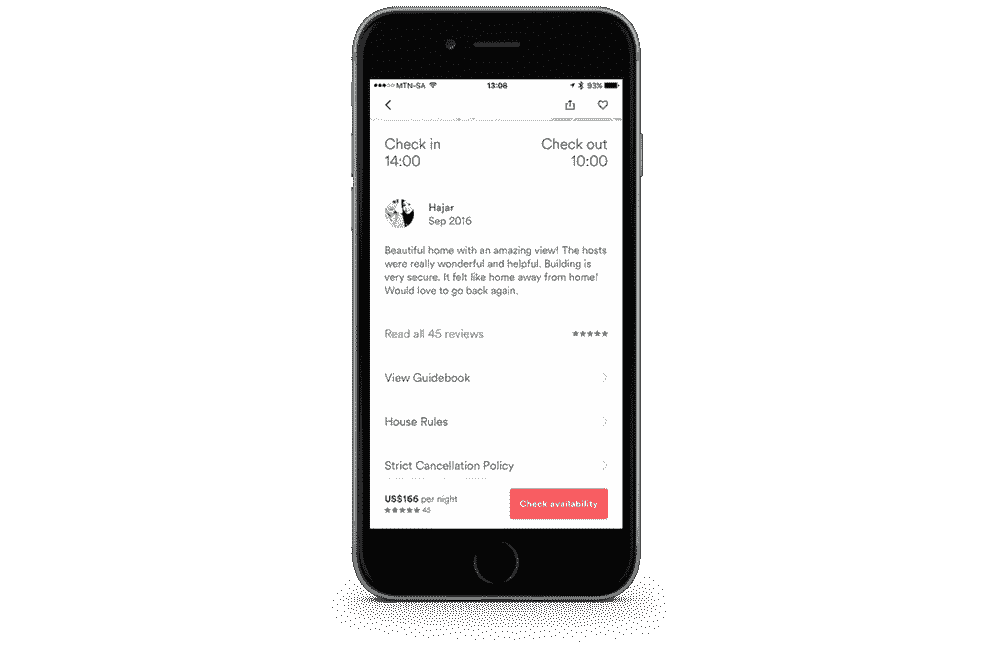 MTN-SA 13:06 93%
Check in Check out
14:00 10:00
Hajar
Sep 2016
Beautiful home with an amazing view! The hosts
were really wonderful and helpful. Building is
very secure. It felt like home away from home!
Would love to go back again.
Read all 45 reviews
View Guidebook
House Rules
Strict Cancellation Policy
US$166 per night
45
Check availability